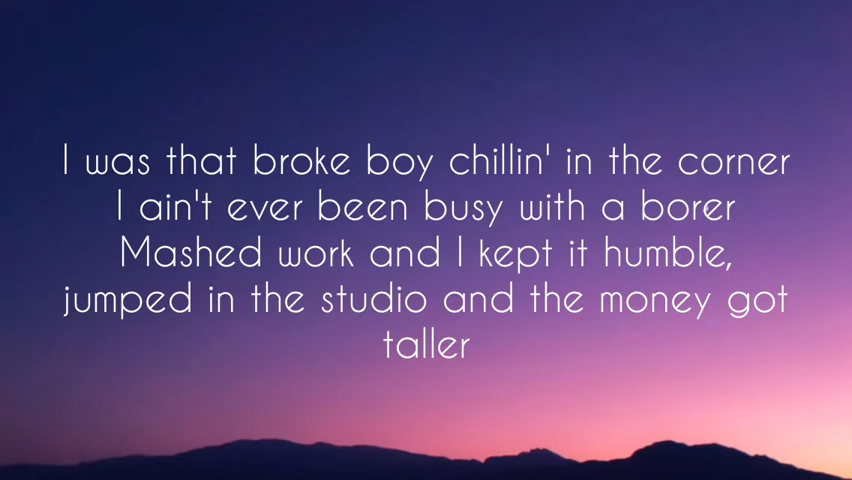 I was that broke boy chillin' in the corner
I ain't ever been busy with a borer
Mashed work and I kept it humble,
jumped in the studio and the money got
taller